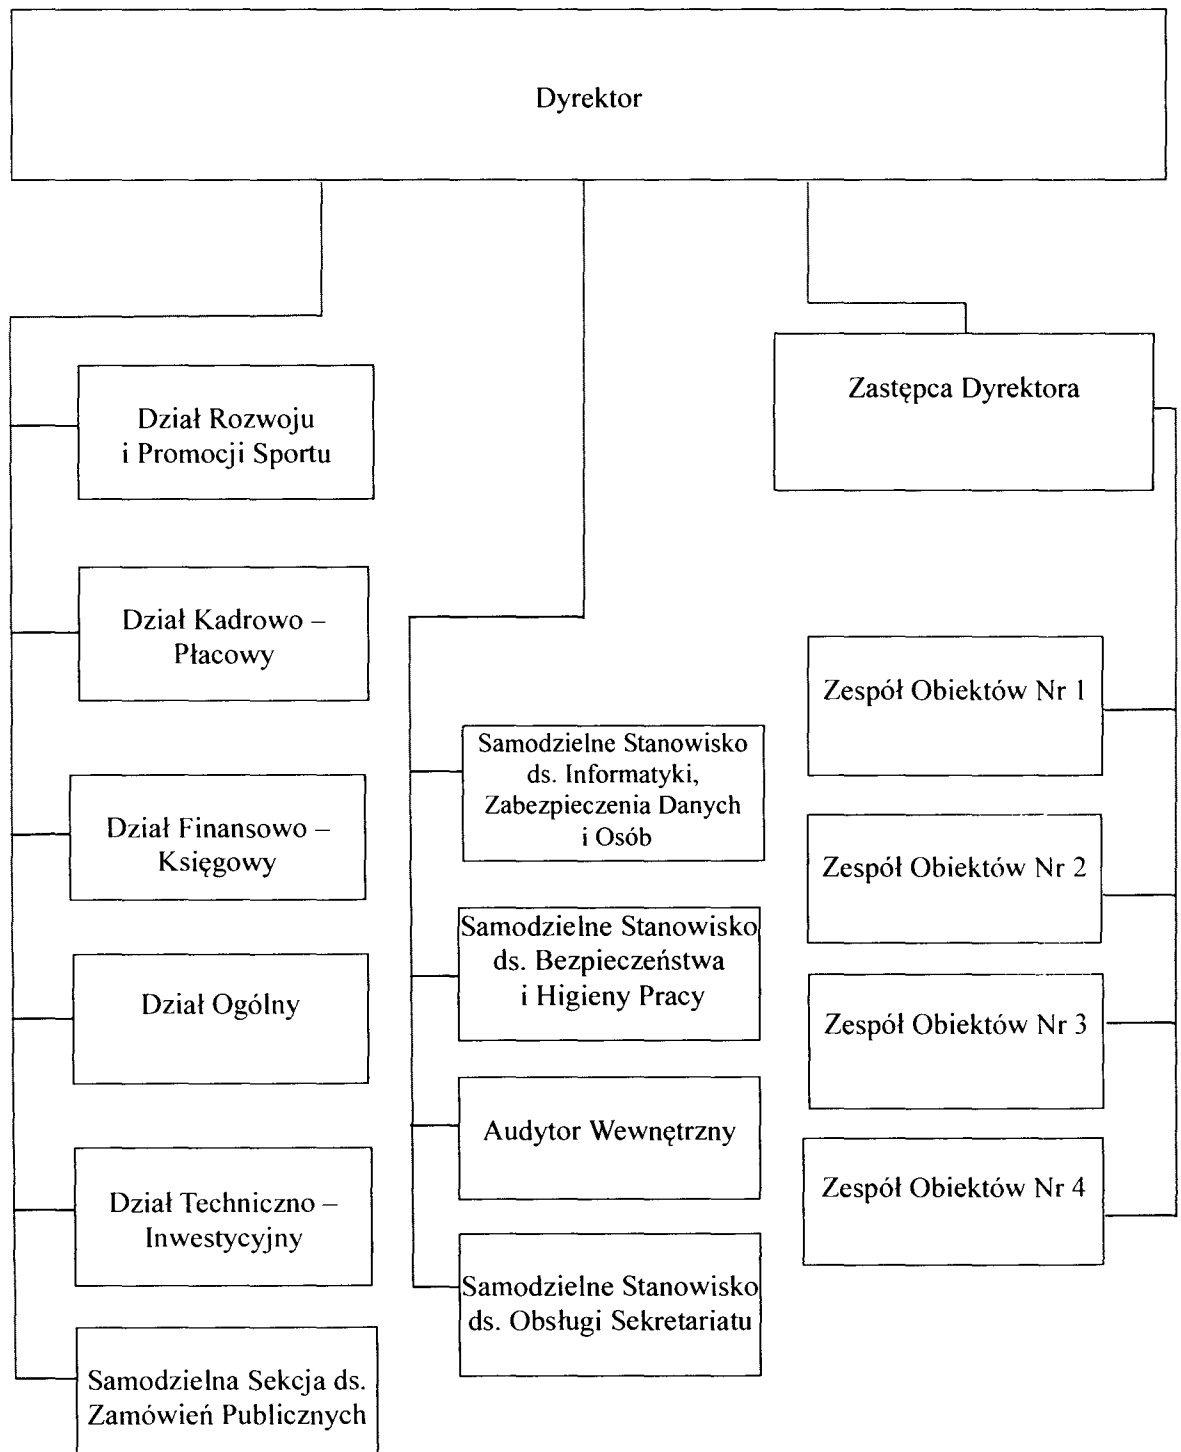 Dyrektor
Dział Rozwoju
i Promocji Sportu
Dział Kadrowo –
Płacowy
Dział Finansowo –
Księgowy
Dział Ogólny
Dział Techniczno –
Inwestycyjny
Samodzielna Sekcja ds.
Zamówień Publicznych
Samodzielne Stanowisko
ds. Informatyki,
Zabezpieczenia Danych
i Osób
Samodzielne Stanowisko
ds. Bezpieczeństwa
i Higieny Pracy
Audytor Wewnętrzny
Samodzielne Stanowisko
ds. Obsługi Sekretariatu
Zastępca Dyrektora
Zespół Obiektów Nr 1
Zespół Obiektów Nr 2
Zespół Obiektów Nr 3
Zespół Obiektów Nr 4